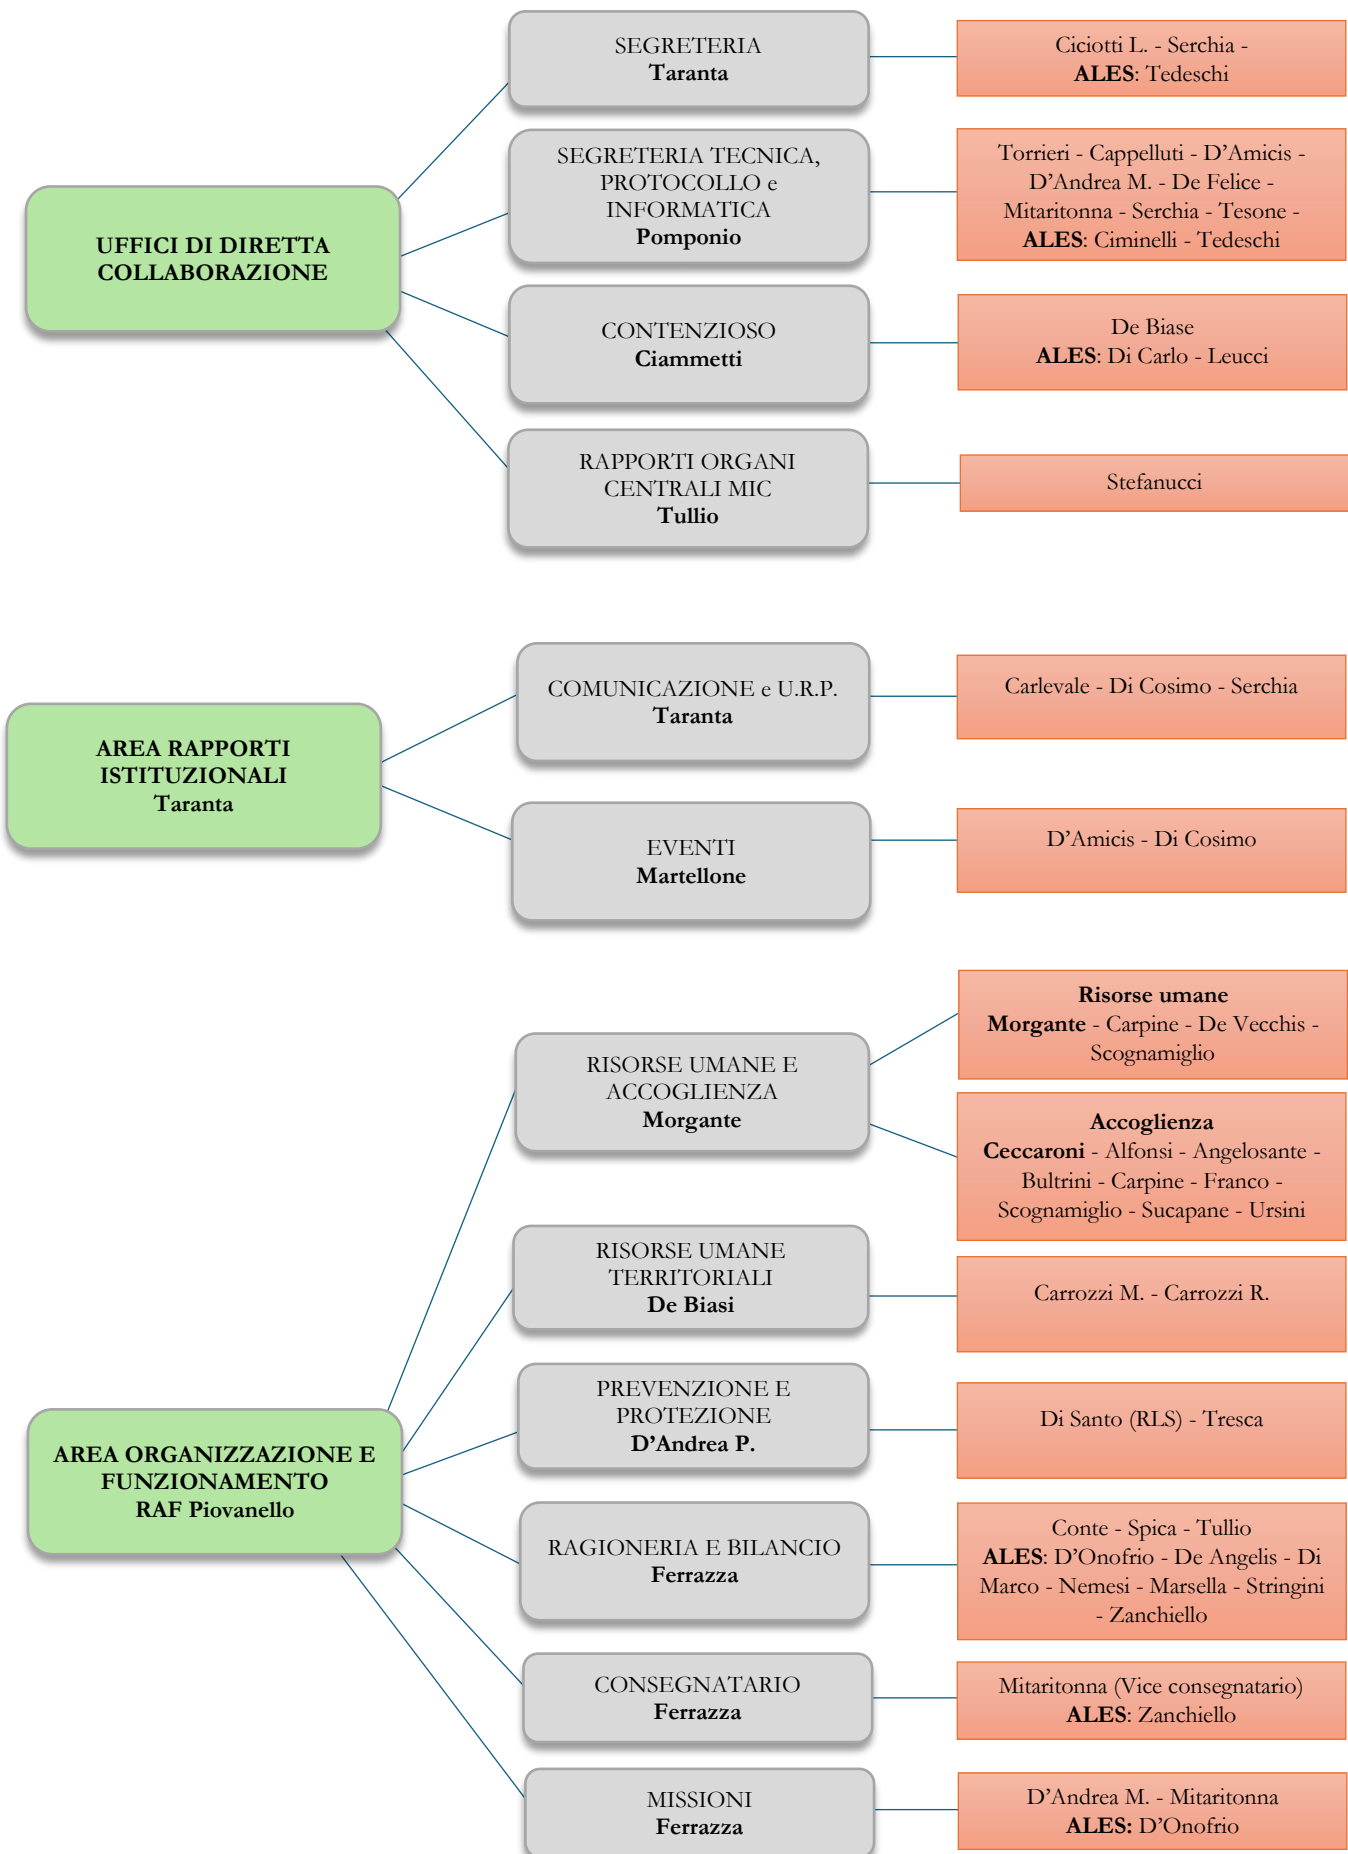 UFFICI DI DIRETTA
COLLABORAZIONE
SEGRETERIA
Taranta
Ciciotti L. - Serchia -
ALES: Tedeschi
SEGRETERIA TECNICA,
PROTOCOLLO e
INFORMATICA
Pomponio
Torrieri - Cappelluti - D’Amicis -
D’Andrea M. - De Felice -
Mitaritonna - Serchia - Tesone -
ALES: Ciminelli - Tedeschi
CONTENZIOSO
Ciammetti
De Biase
ALES: Di Carlo - Leucci
RAPPORTI ORGANI
CENTRALI MIC
Tullio
Stefanucci
AREA RAPPORTI
ISTITUZIONALI
Taranta
COMUNICAZIONE e U.R.P.
Taranta
Carlevale - Di Cosimo - Serchia
EVENTI
Martellone
D’Amicis - Di Cosimo
AREA ORGANIZZAZIONE E
FUNZIONAMENTO
RAF Piovanello
RISORSE UMANE E
ACCOGLIENZA
Morgante
Risorse umane
Morgante - Carpine - De Vecchis -
Scognamiglio
Accoglienza
Ceccaroni - Alfonsi - Angelosante -
Bultrini - Carpine - Franco -
Scognamiglio - Sucapane - Ursini
RISORSE UMANE
TERRITORIALI
De Biasi
Carrozzi M. - Carrozzi R.
PREVENZIONE E
PROTEZIONE
D’Andrea P.
Di Santo (RLS) - Tresca
RAGIONERIA E BILANCIO
Ferrazza
Conte - Spica - Tullio
ALES: D’Onofrio - De Angelis - Di
Marco - Nemesi - Marsella - Stringini
- Zanchiello
CONSEGNATARIO
Ferrazza
Mitaritonna (Vice consegnatario)
ALES: Zanchiello
MISSIONI
Ferrazza
D’Andrea M. - Mitaritonna
ALES: D’Onofrio